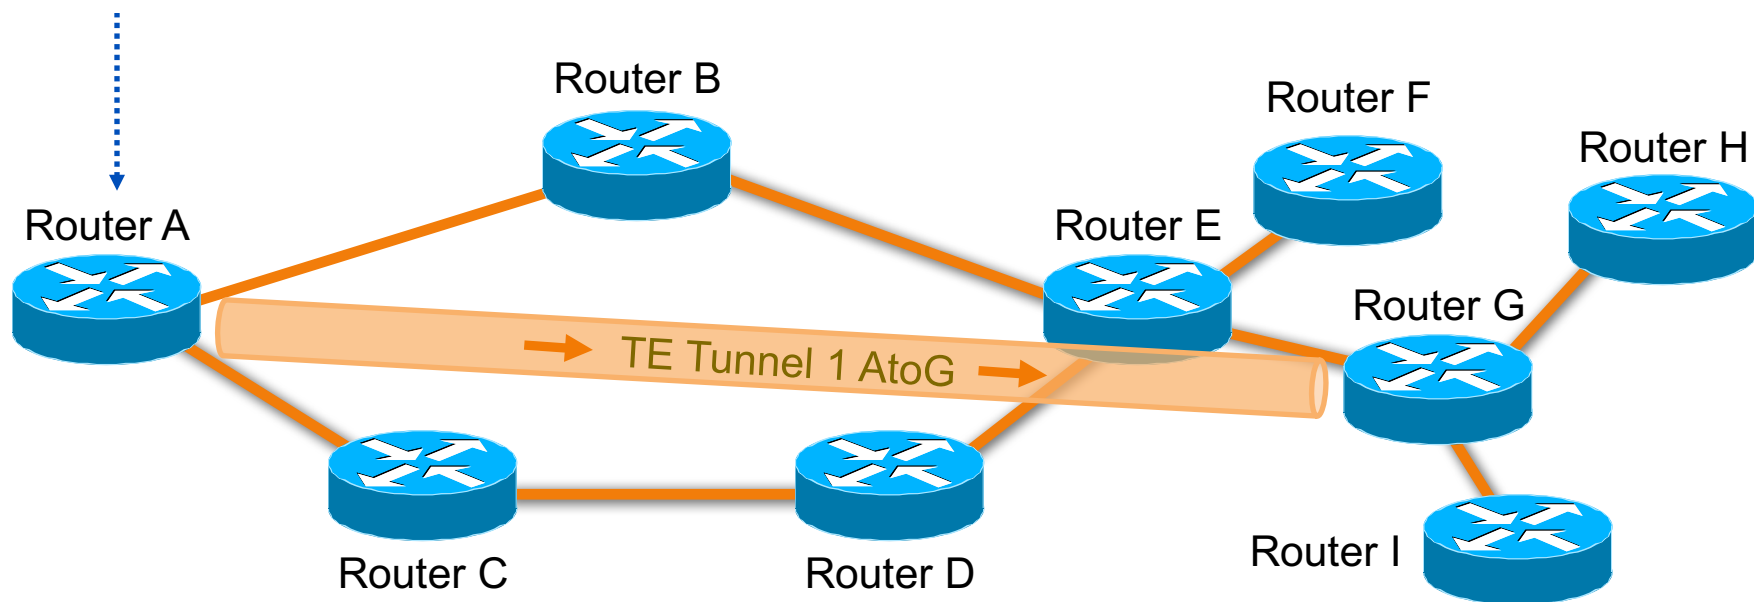 Router B
Router F
Router H
Router A
Router E
Router G
TE Tunnel 1 AtoG
Router I
Router C
Router D